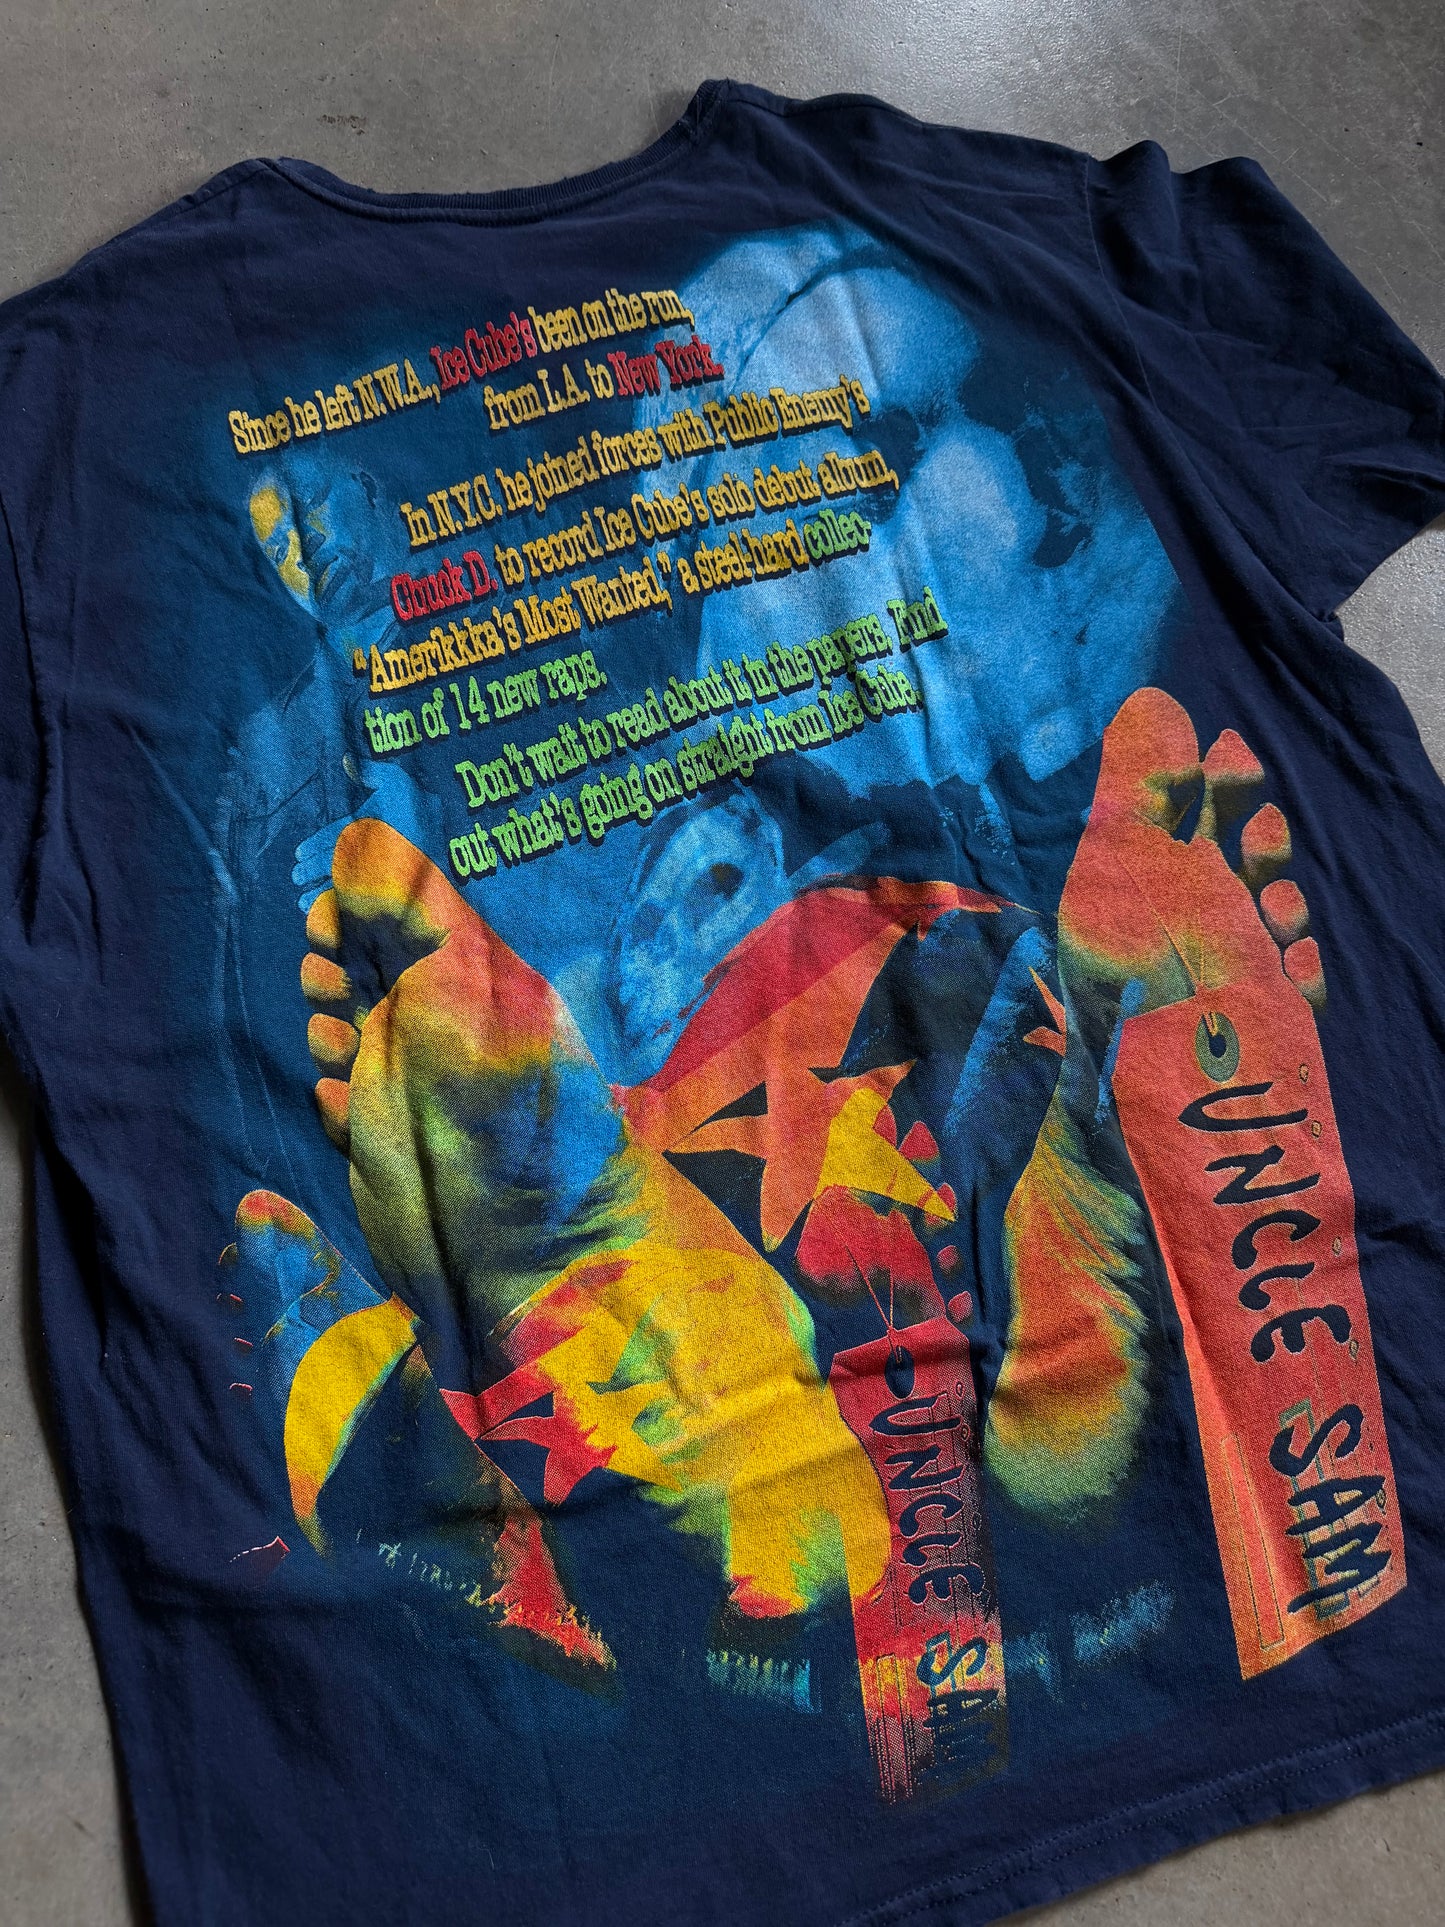 Since he left N.W.A., Ice Cube's been on the run,
from L.A. to New York.
In N.Y.C. he joined forces with Public Enemy's
Chuck D. to record Ice Cube's solo debut album,
"Amerikkka's Most Wanted," a steel-hard collec-
tion of 14 new raps.
Don't wait to read about it in the papers. Find
out what's going on straight from Ice Cube.
UNCLE SAM
UNCLE SAM